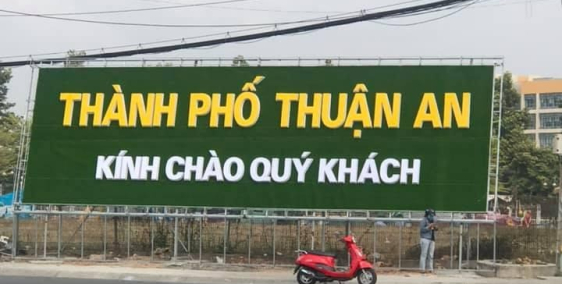 THÀNH PHỐ THUẬN AN
KÍNH CHÀO QUÝ KHÁCH